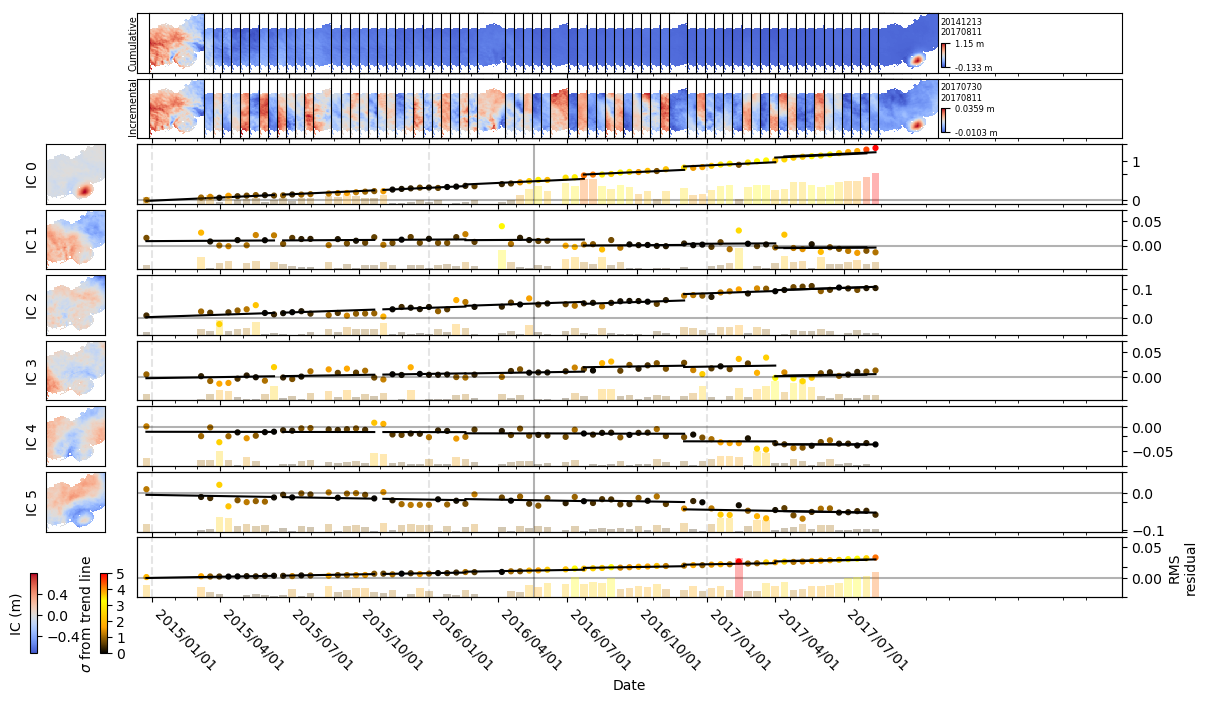 Cumulative
20141213
20170811
1.15 m
-0.133 m
Incremental
20170730
20170811
0.0359 m
-0.0103 m
IC 0
1
0
IC 1
0.05
0.00
IC 2
0.1
0.0
IC 3
0.05
0.00
IC 4
0.00
−0.05
IC 5
0.0
−0.1
0.05
0.00
RMS
residual
IC (m)
0.4
0.0
−0.4
σ from trend line
5
4
3
2
1
0
2015/01/01
2015/04/01
2015/07/01
2015/10/01
2016/01/01
2016/04/01
2016/07/01
2016/10/01
2017/01/01
2017/04/01
2017/07/01
Date